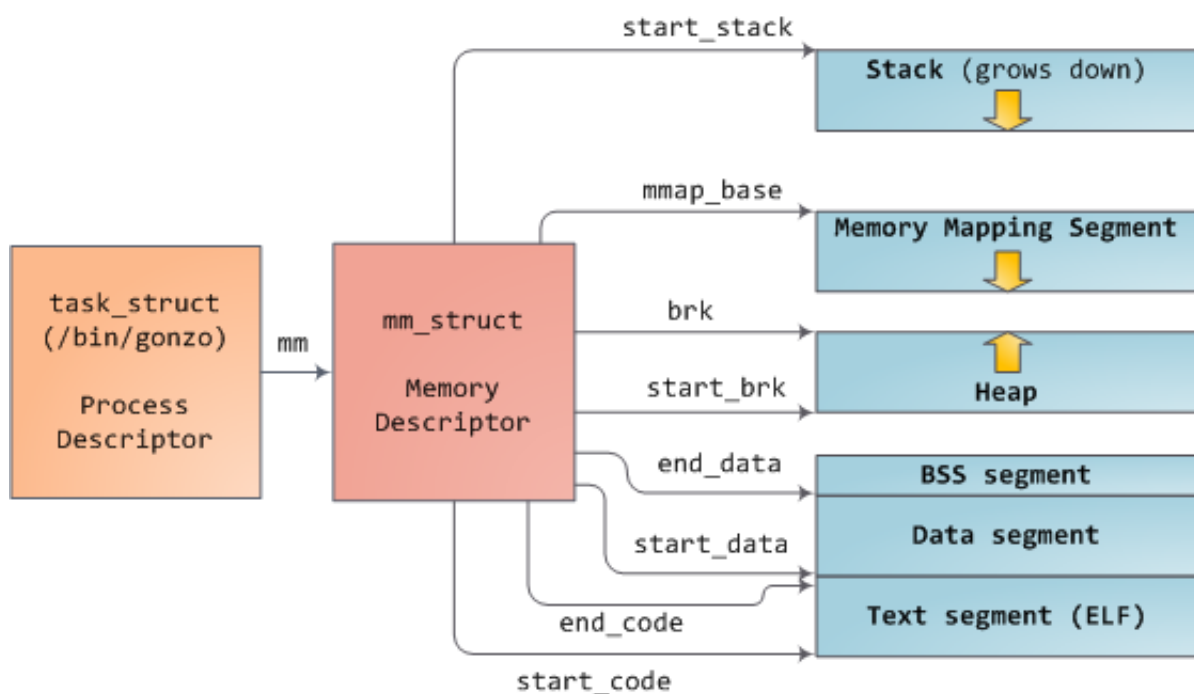 start_stack
Stack (grows down)
mmap_base
Memory Mapping Segment
task_struct
(/bin/gonzo)
Process
Descriptor
mm
mm_struct
Memory
Descriptor
brk
start_brk
Heap
end_data
BSS segment
start_data
Data segment
end_code
Text segment (ELF)
start_code